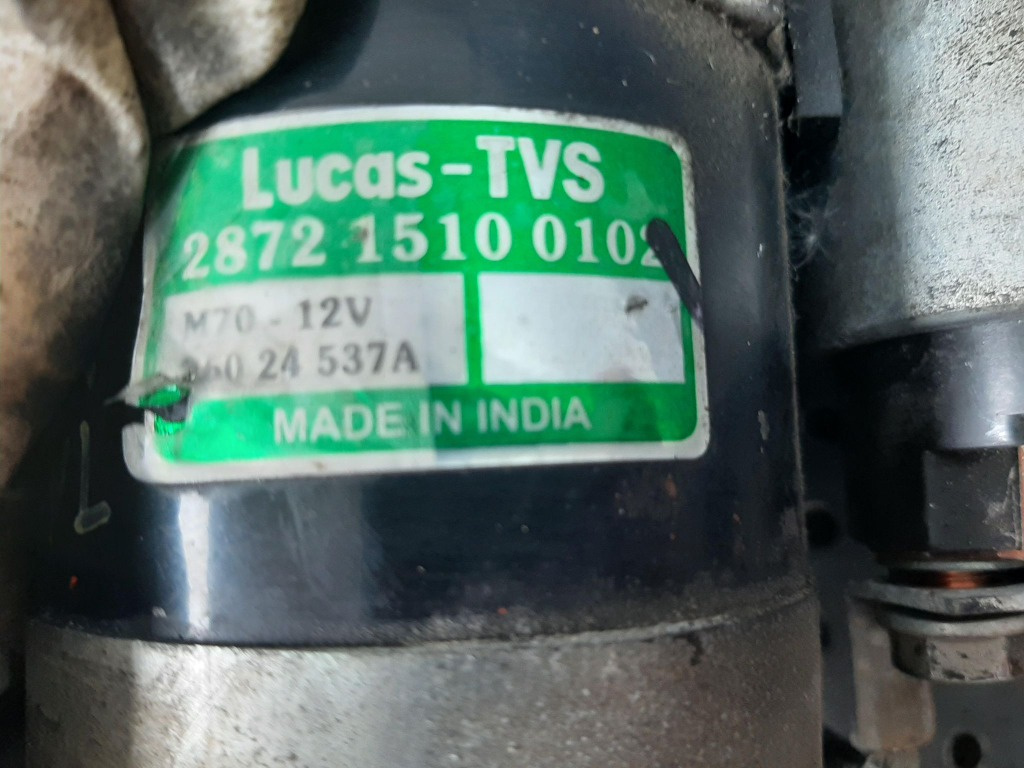 Lucas-TVS
2872 1510 0102
M70 - 12V
24 537A
MADE IN INDIA